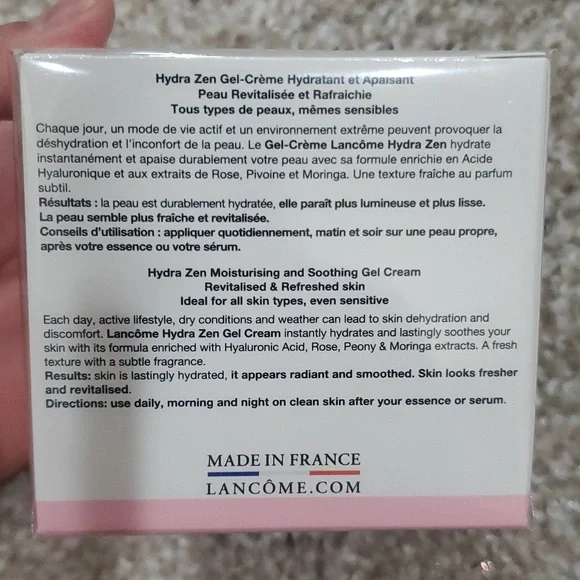 Hydra Zen Gel-Crème Hydratant et Apaisant
Peau Revitalisée et Rafraichie
Tous types de peaux, mêmes sensibles
Chaque jour, un mode de vie actif et un environnement extrême peuvent provoquer la
déshydration et l'inconfort de la peau. Le Gel-Crème Lancôme Hydra Zen hydrate
instantanément et apaise durablement votre peau avec sa formule enrichie en Acide
Hyaluronique et aux extraits de Rose, Pivoine et Moringa. Une texture fraîche au parfum
subtil.
Résultats : la peau est durablement hydratée, elle paraît plus lumineuse et plus lisse.
La peau semble plus fraîche et revitalisée.
Conseils d'utilisation : appliquer quotidiennement, matin et soir sur une peau propre,
après votre essence ou votre sérum.
Hydra Zen Moisturising and Soothing Gel Cream
Revitalised & Refreshed skin
Ideal for all skin types, even sensitive
Each day, active lifestyle, dry conditions and weather can lead to skin dehydration and
discomfort. Lancôme Hydra Zen Gel Cream instantly hydrates and lastingly soothes your
skin with its formula enriched with Hyaluronic Acid, Rose, Peony & Moringa extracts. A fresh
texture with a subtle fragrance.
Results: skin is lastingly hydrated, it appears radiant and smoothed. Skin looks fresher
and revitalised.
Directions: use daily, morning and night on clean skin after your essence or serum.
MADE IN FRANCE
LANCÔME.COM